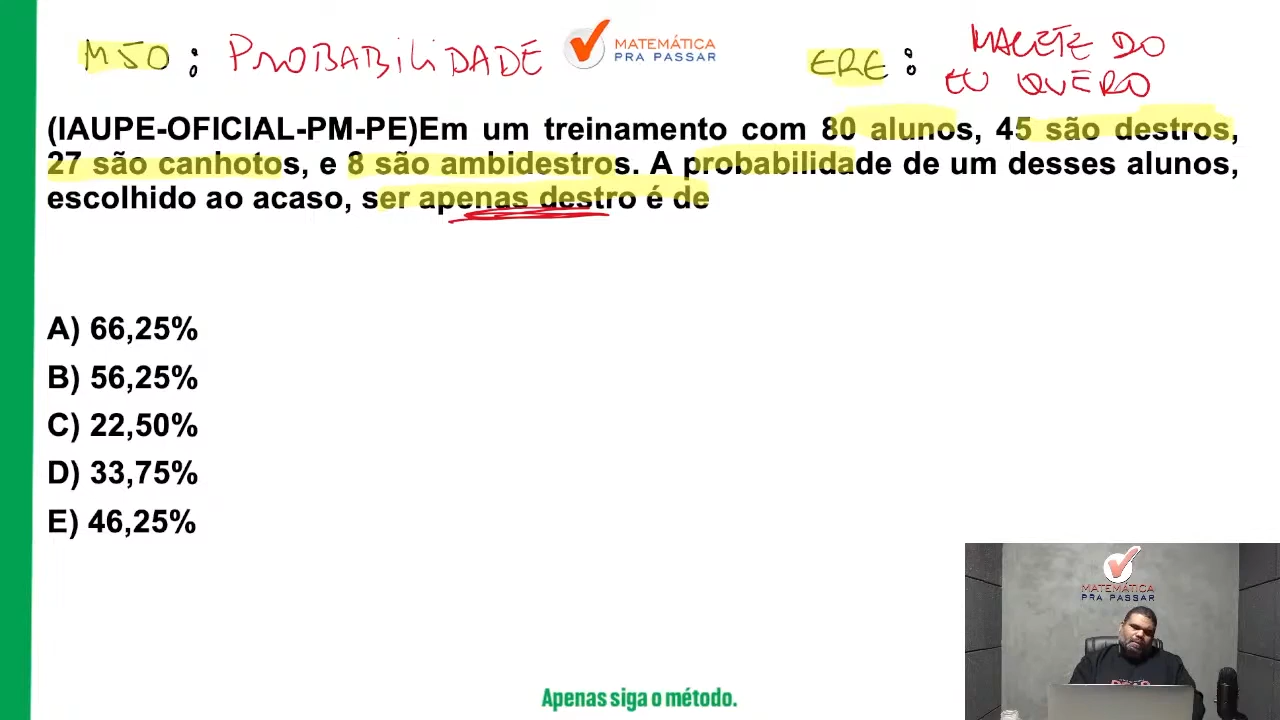 MSO : PROBABILIDADE
MATEMÁTICA
PRA PASSAR
ERE : MACETE DO
EU QUERO
(IAUPE-OFICIAL-PM-PE)Em um treinamento com 80 alunos, 45 são destros,
27 são canhotos, e 8 são ambidestros. A probabilidade de um desses alunos,
escolhido ao acaso, ser apenas destro é de
A) 66,25%
B) 56,25%
C) 22,50%
D) 33,75%
E) 46,25%
MATEMÁTICA
PRA PASSAR
Apenas siga o método.